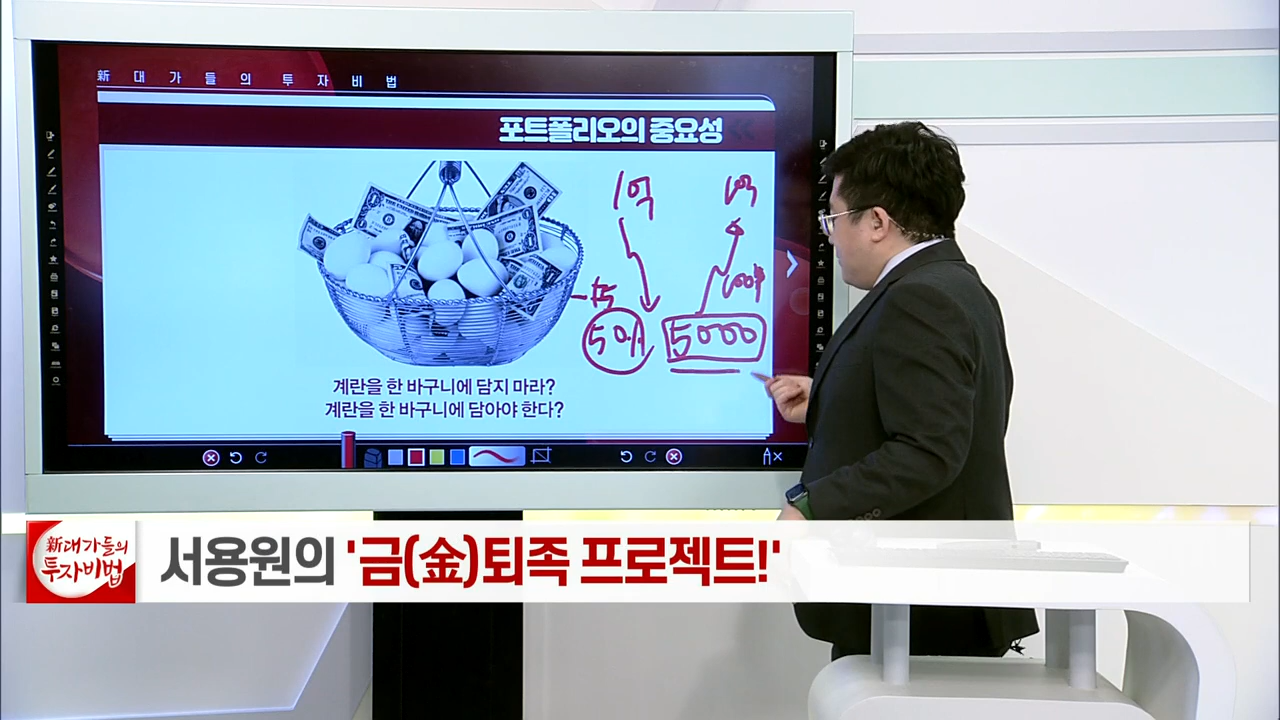 新 대 가 들 의 투 자 비 법
포트폴리오의 중요성
1억
1억
100%
50%
5000
계란을 한 바구니에 담지 마라?
계란을 한 바구니에 담아야 한다?
新대가들의
투자비법
서용원의 '금(金)퇴족 프로젝트!'